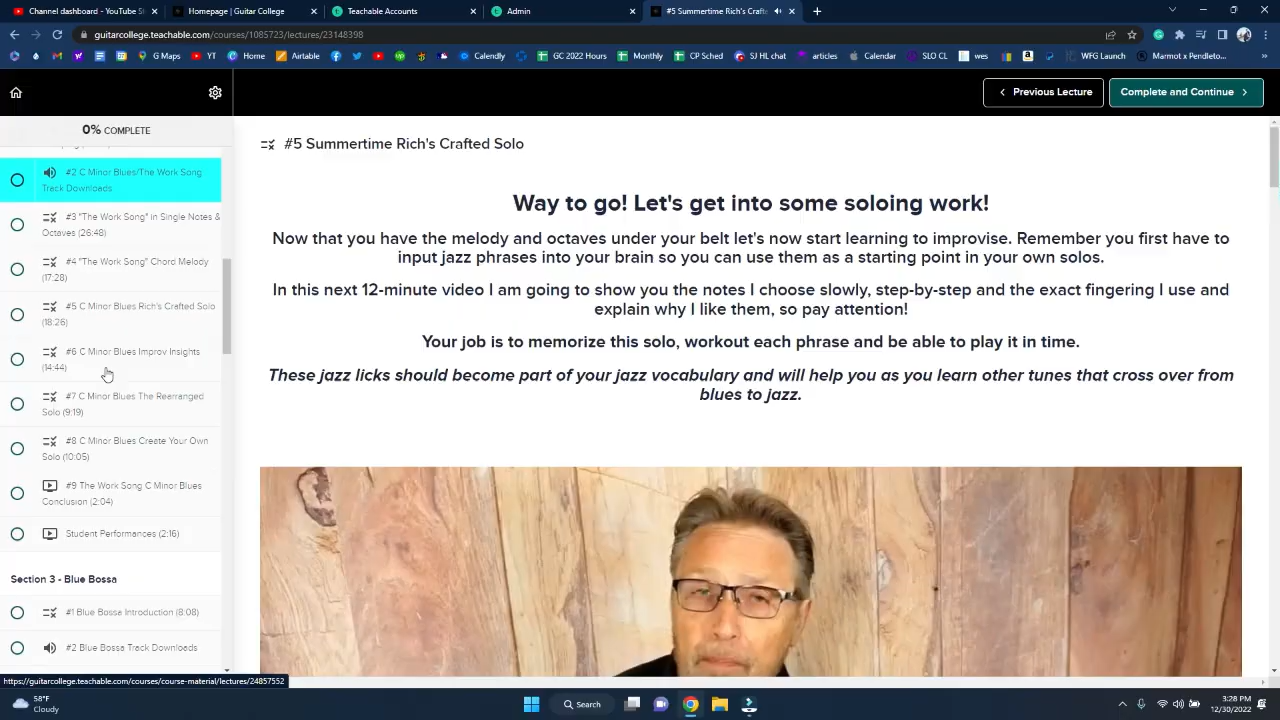 Channel dashboard - YouTube St
Homepage | Guitar College
Teachable Accounts
Admin
#5 Summertime Rich's Crafte
guitarcollege.teachable.com/courses/1085723/lectures/23148398
G Maps
YT
Home
Airtable
Calendly
GC 2022 Hours
Monthly
CP Sched
SJ HL chat
articles
Calendar
SLO CL
wes
WFG Launch
Marmot x Pendleto...
Previous Lecture
Complete and Continue
0% COMPLETE
#2 C Minor Blues/The Work Song
Track Downloads
#3 "The Work Song" in Single Notes &
Octaves (26:48)
#4 "The Work Song" Chord Melody
(17:28)
#5 C Minor Blues Rich's Crafted Solo
(18:26)
#6 C Minor Blues Improv Insights
(14:44)
#7 C Minor Blues The Rearranged
Solo (9:19)
#8 C Minor Blues Create Your Own
Solo (10:05)
#9 The Work Song C Minor Blues
Conclusion (2:04)
Student Performances (2:16)
Section 3 - Blue Bossa
#1 Blue Bossa Introduction (8:08)
#2 Blue Bossa Track Downloads
#5 Summertime Rich's Crafted Solo
Way to go! Let's get into some soloing work!
Now that you have the melody and octaves under your belt let's now start learning to improvise. Remember you first have to
input jazz phrases into your brain so you can use them as a starting point in your own solos.
In this next 12-minute video I am going to show you the notes I choose slowly, step-by-step and the exact fingering I use and
explain why I like them, so pay attention!
Your job is to memorize this solo, workout each phrase and be able to play it in time.
These jazz licks should become part of your jazz vocabulary and will help you as you learn other tunes that cross over from
blues to jazz.
https://guitarcollege.teachable.com/courses/course-material/lectures/24857552
58°F
Cloudy
Search
3:28 PM
12/30/2022